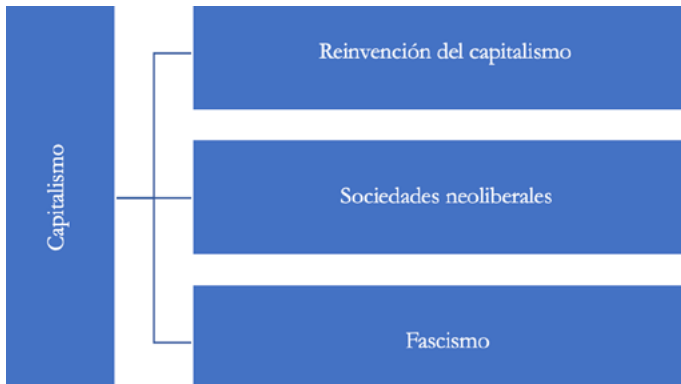 Capitalismo
Reinvención del capitalismo
Sociedades neoliberales
Fascismo